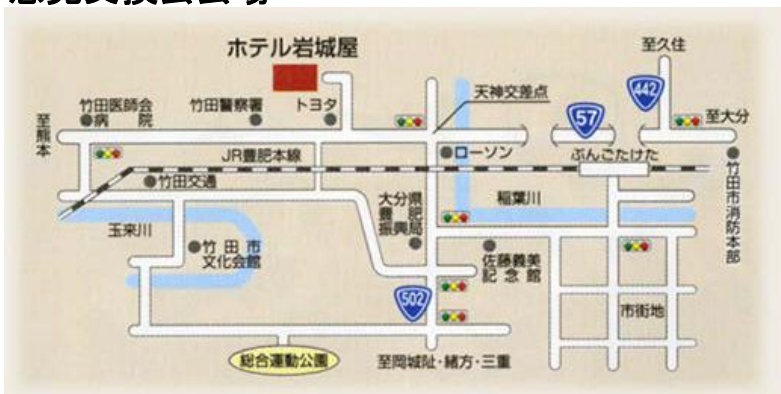 ホテル岩城屋
至久住
442
天神交差点
57
至大分
竹田医師会
病院
竹田警察署
トヨタ
至熊本
JR豊肥本線
ローソン
ぶんごたけた
竹田市消防本部
竹田交通
大分県
豊肥
振興局
稲葉川
玉来川
竹田市
文化会館
佐藤義美
記念館
502
市街地
総合運動公園
至岡城址・緒方・三重